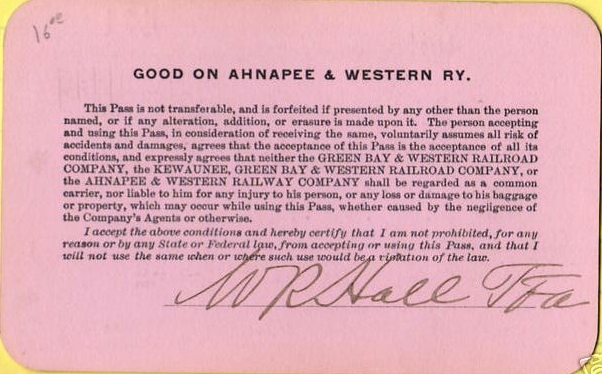 16 00
GOOD ON AHNAPEE & WESTERN RY.
This Pass is not transferable, and is forfeited if presented by any other than the person
named, or if any alteration, addition, or erasure is made upon it. The person accepting
and using this Pass, in consideration of receiving the same, voluntarily assumes all risk of
accidents and damages, agrees that the acceptance of this Pass is the acceptance of all its
conditions, and expressly agrees that neither the GREEN BAY & WESTERN RAILROAD
COMPANY, the KEWAUNEE, GREEN BAY & WESTERN RAILROAD COMPANY, or
the AHNAPEE & WESTERN RAILWAY COMPANY shall be regarded as a common
carrier, nor liable to him for any injury to his person, or any loss or damage to his baggage
or property, which may occur while using this Pass, whether caused by the negligence of
the Company's Agents or otherwise.
I accept the above conditions and hereby certify that I am not prohibited, for any
reason or by any State or Federal law, from accepting or using this Pass, and that I
will not use the same when or where such use would be a violation of the law.
W R Hall